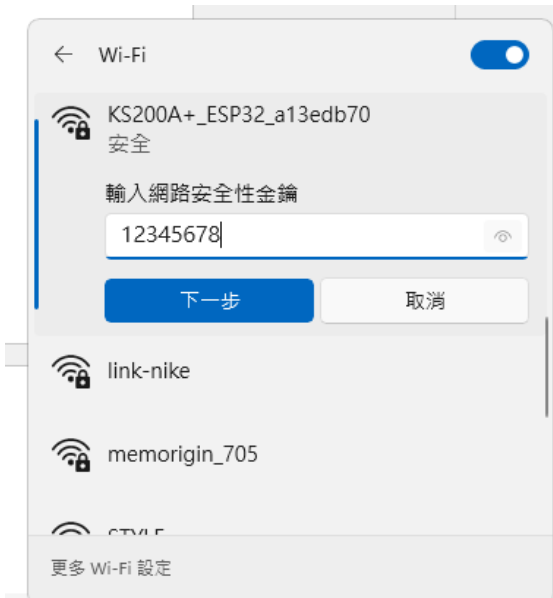 Wi-Fi
KS200A+_ESP32_a13edb70
安全
輸入網路安全性金鑰
12345678
下一步
取消
link-nike
memorigin_705
STYLE
更多 Wi-Fi 設定